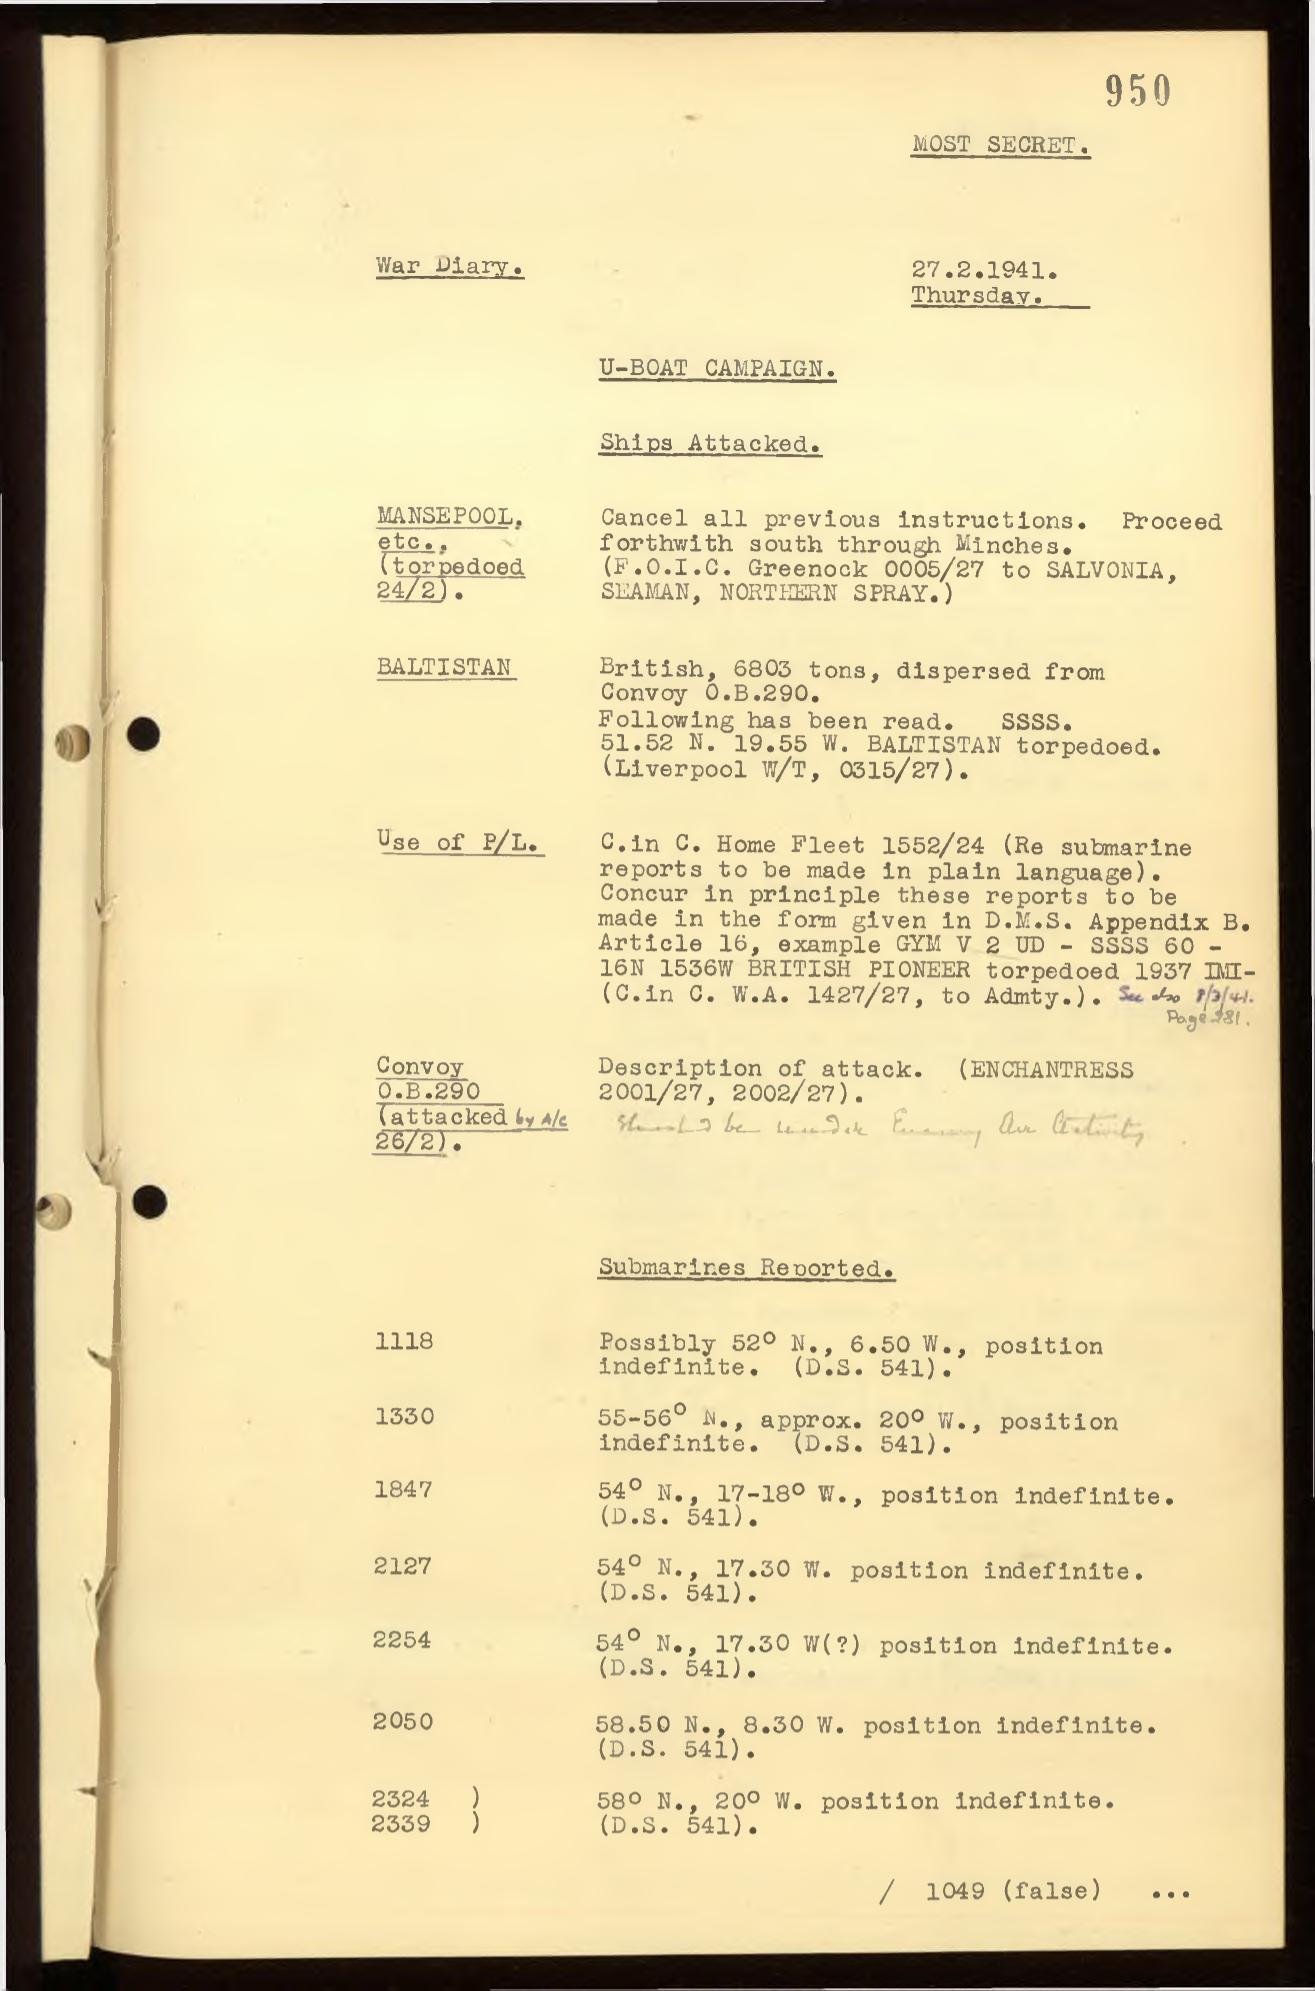 950
MOST SECRET.
War Diary.
27.2.1941.
Thursday.
U-BOAT CAMPAIGN.
Ships Attacked.
MANSEPOOL,
etc.,
(torpedoed
24/2).
Cancel all previous instructions. Proceed
forthwith south through Minches.
(F.O.I.C. Greenock 0005/27 to SALVONIA,
SEAMAN, NORTHERN SPRAY.)
BALTISTAN
British, 6803 tons, dispersed from
Convoy O.B.290.
Following has been read. SSSS.
51.52 N. 19.55 W. BALTISTAN torpedoed.
(Liverpool W/T, 0315/27).
Use of P/L.
C.in C. Home Fleet 1552/24 (Re submarine
reports to be made in plain language).
Concur in principle these reports to be
made in the form given in D.M.S. Appendix B.
Article 16, example GYM V 2 UD - SSSS 60 -
16N 1536W BRITISH PIONEER torpedoed 1937 IMI-
(C.in C. W.A. 1427/27, to Admty.). See also 8/3/41.
Page 281.
Convoy
O.B.290
(attacked by A/c
26/2).
Description of attack. (ENCHANTRESS
2001/27, 2002/27).
Should be under Enemy Air Activity
Submarines Reported.
1118
Possibly 52° N., 6.50 W., position
indefinite. (D.S. 541).
1330
55-56° N., approx. 20° W., position
indefinite. (D.S. 541).
1847
54° N., 17-18° W., position indefinite.
(D.S. 541).
2127
54° N., 17.30 W. position indefinite.
(D.S. 541).
2254
54° N., 17.30 W(?) position indefinite.
(D.S. 541).
2050
58.50 N., 8.30 W. position indefinite.
(D.S. 541).
2324 )
2339 )
58° N., 20° W. position indefinite.
(D.S. 541).
/ 1049 (false) ...